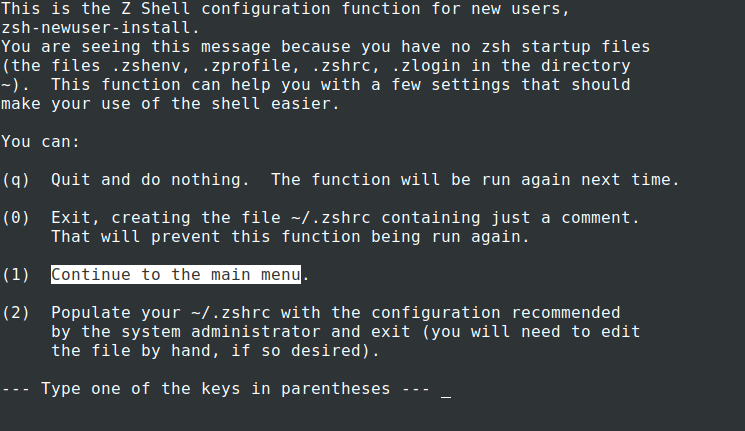 This is the Z Shell configuration function for new users,
zsh-newuser-install.
You are seeing this message because you have no zsh startup files
(the files .zshenv, .zprofile, .zshrc, .zlogin in the directory
~).  This function can help you with a few settings that should
make your use of the shell easier.

You can:

(q)  Quit and do nothing.  The function will be run again next time.

(0)  Exit, creating the file ~/.zshrc containing just a comment.
     That will prevent this function being run again.

(1)  Continue to the main menu.

(2)  Populate your ~/.zshrc with the configuration recommended
     by the system administrator and exit (you will need to edit
     the file by hand, if so desired).

--- Type one of the keys in parentheses --- _